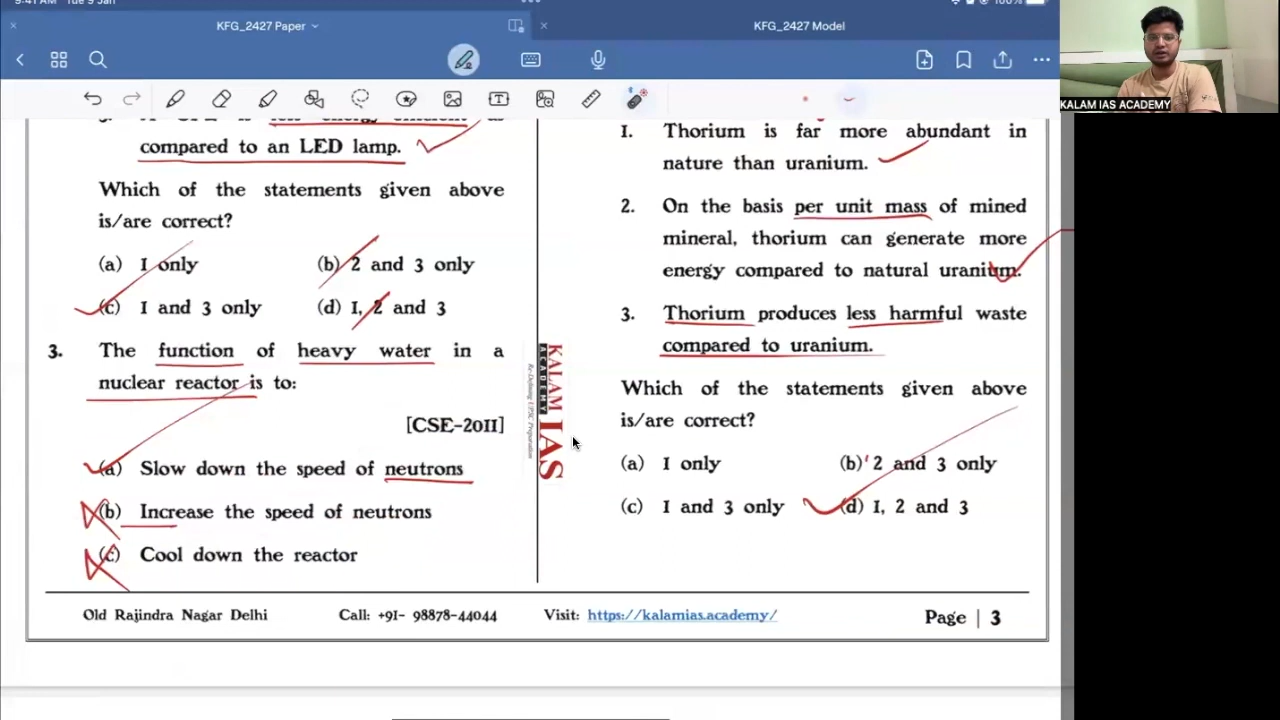 KFG_2427 Paper
KFG_2427 Model
KALAM IAS ACADEMY
compared to an LED lamp.
Which of the statements given above
is/are correct?
(a) 1 only
(b) 2 and 3 only
(c) 1 and 3 only
(d) 1, 2 and 3
3. The function of heavy water in a
nuclear reactor is to:
[CSE-2011]
(a) Slow down the speed of neutrons
(b) Increase the speed of neutrons
(c) Cool down the reactor
KALAM IAS
ACADEMY
Re-Defining UPSC Preparation
1. Thorium is far more abundant in
nature than uranium.
2. On the basis per unit mass of mined
mineral, thorium can generate more
energy compared to natural uranium.
3. Thorium produces less harmful waste
compared to uranium.
Which of the statements given above
is/are correct?
(a) 1 only
(b) 2 and 3 only
(c) 1 and 3 only
(d) 1, 2 and 3
Old Rajindra Nagar Delhi
Call: +91- 98878-44044
Visit: https://kalamias.academy/
Page | 3